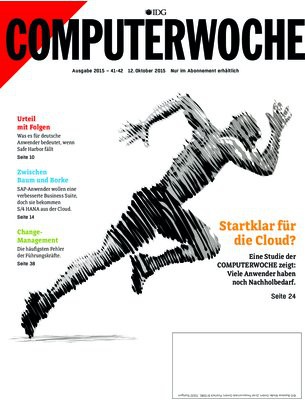 IDG
COMPUTERWOCHE
Ausgabe 2015 – 41-42 12. Oktober 2015 Nur im Abonnement erhältlich
Urteil
mit Folgen
Was es für deutsche
Anwender bedeutet, wenn
Safe Harbor fällt
Seite 10
Zwischen
Baum und Borke
SAP-Anwender wollen eine
verbesserte Business Suite,
doch sie bekommen
S/4 HANA aus der Cloud.
Seite 14
Change-
Management
Die häufigsten Fehler
der Führungskräfte.
Seite 38
Startklar für
die Cloud?
Eine Studie der
COMPUTERWOCHE zeigt:
Viele Anwender haben
noch Nachholbedarf.
Seite 24